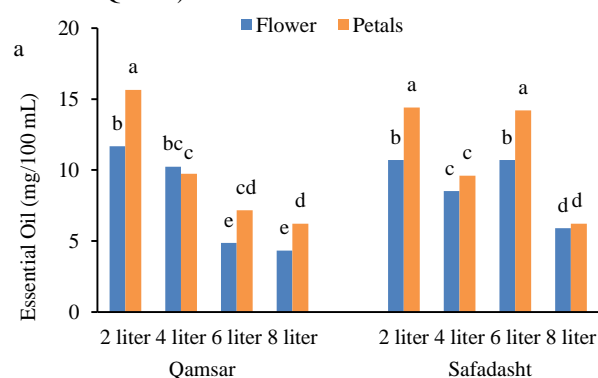 Flower Petals
a
Essential Oil (mg/100 mL)
20
15
10
5
0
b a bc c e cd e d
b a c c b a d d
2 liter 4 liter 6 liter 8 liter 2 liter 4 liter 6 liter 8 liter
Qamsar Safadasht